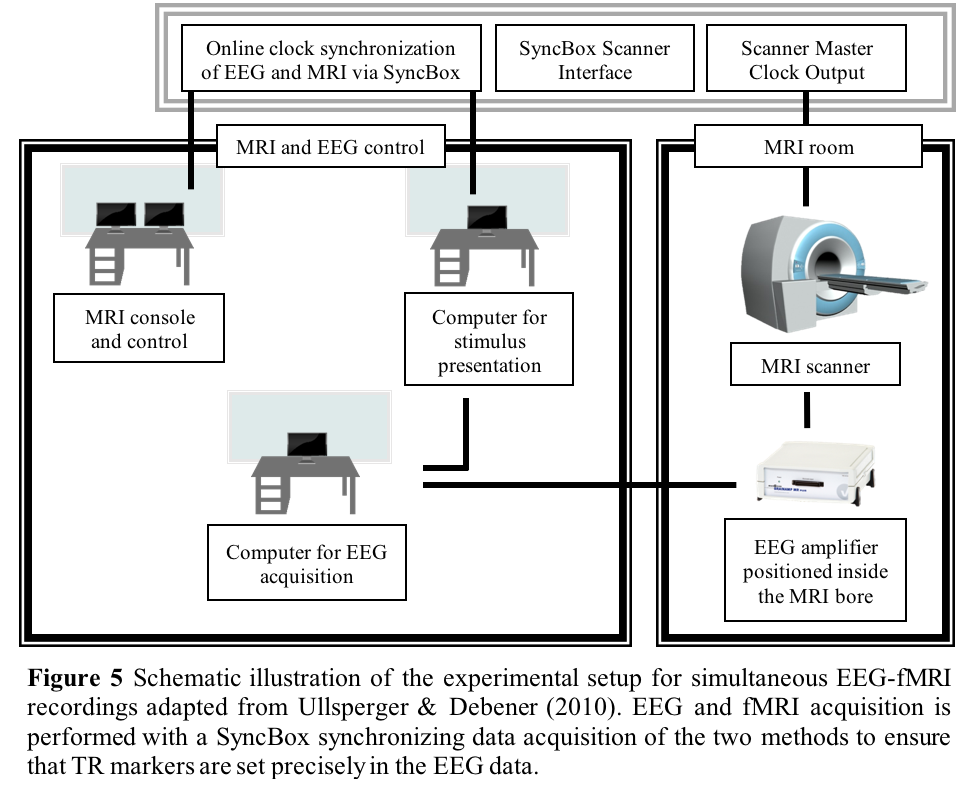 Online clock synchronization
of EEG and MRI via SyncBox
SyncBox Scanner
Interface
Scanner Master
Clock Output
MRI and EEG control
MRI room
MRI console
and control
Computer for
stimulus
presentation
MRI scanner
Computer for EEG
acquisition
EEG amplifier
positioned inside
the MRI bore
Figure 5 Schematic illustration of the experimental setup for simultaneous EEG-fMRI
recordings adapted from Ullsperger & Debener (2010). EEG and fMRI acquisition is
performed with a SyncBox synchronizing data acquisition of the two methods to ensure
that TR markers are set precisely in the EEG data.